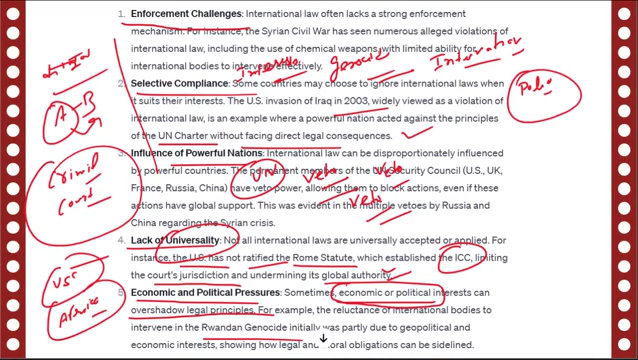 1. Enforcement Challenges: International law often lacks a strong enforcement
mechanism. For instance, the Syrian Civil War has seen numerous alleged violations of
international law, including the use of chemical weapons with limited ability for
international bodies to intervene effectively.
Genocide
2. Selective Compliance: Some countries may choose to ignore international laws when
it suits their interests. The U.S. invasion of Iraq in 2003, widely viewed as a violation of
international law, is an example where a powerful nation acted against the principles
of the UN Charter without facing direct legal consequences.
A B
3. Influence of Powerful Nations: International law can be disproportionately influenced
by powerful countries. The permanent members of the UN Security Council (U.S., UK,
France, Russia, China) have veto power, allowing them to block actions, even if these
actions have global support. This was evident in the multiple vetoes by Russia and
China regarding the Syrian crisis.
Veto Veto
Veto
Court
4. Lack of Universality: Not all international laws are universally accepted or applied. For
instance, the U.S. has not ratified the Rome Statute, which established the ICC, limiting
the court's jurisdiction and undermining its global authority.
5. Economic and Political Pressures: Sometimes, economic or political interests can
overshadow legal principles. For example, the reluctance of international bodies to
intervene in the Rwandan Genocide initially was partly due to geopolitical and
economic interests, showing how legal and moral obligations can be sidelined.
Africa